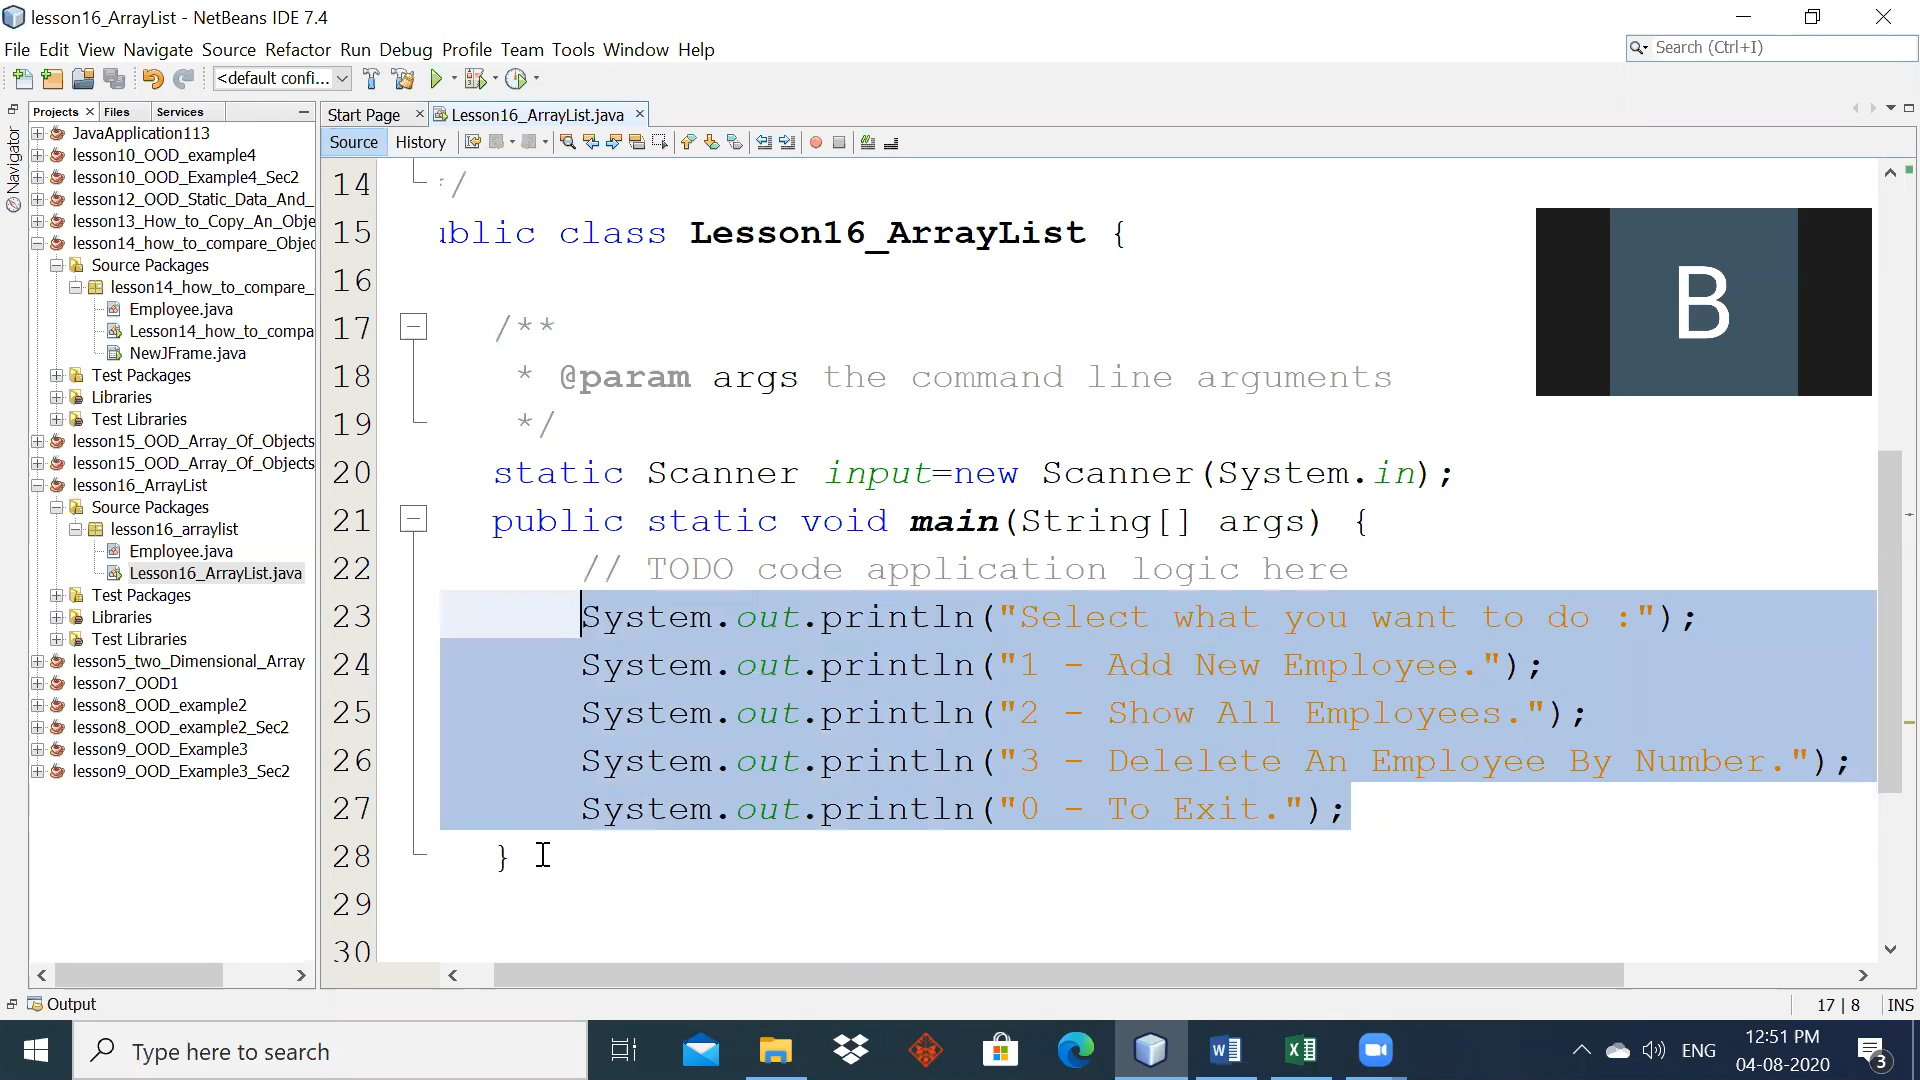 lesson16_ArrayList - NetBeans IDE 7.4
File Edit View Navigate Source Refactor Run Debug Profile Team Tools Window Help
Search (Ctrl+I)
<default confi...
Projects Files Services
Start Page Lesson16_ArrayList.java
Source History
Navigator
JavaApplication113
lesson10_OOD_example4
lesson10_OOD_Example4_Sec2
lesson12_OOD_Static_Data_And_
lesson13_How_to_Copy_An_Obje
lesson14_how_to_compare_Objec
Source Packages
lesson14_how_to_compare_
Employee.java
Lesson14_how_to_compa
NewJFrame.java
Test Packages
Libraries
Test Libraries
lesson15_OOD_Array_Of_Objects
lesson15_OOD_Array_Of_Objects
lesson16_ArrayList
Source Packages
lesson16_arraylist
Employee.java
Lesson16_ArrayList.java
Test Packages
Libraries
Test Libraries
lesson5_two_Dimensional_Array
lesson7_OOD1
lesson8_OOD_example2
lesson8_OOD_example2_Sec2
lesson9_OOD_Example3
lesson9_OOD_Example3_Sec2
14 */
15 ublic class Lesson16_ArrayList {
16
17 /**
18 * @param args the command line arguments
19 */
20 static Scanner input=new Scanner(System.in);
21 public static void main(String[] args) {
22 // TODO code application logic here
23 System.out.println("Select what you want to do :");
24 System.out.println("1 - Add New Employee.");
25 System.out.println("2 - Show All Employees.");
26 System.out.println("3 - Delelete An Employee By Number.");
27 System.out.println("0 - To Exit.");
28 }
29
30
B
Output
17 | 8 INS
Type here to search
ENG
12:51 PM
04-08-2020
3